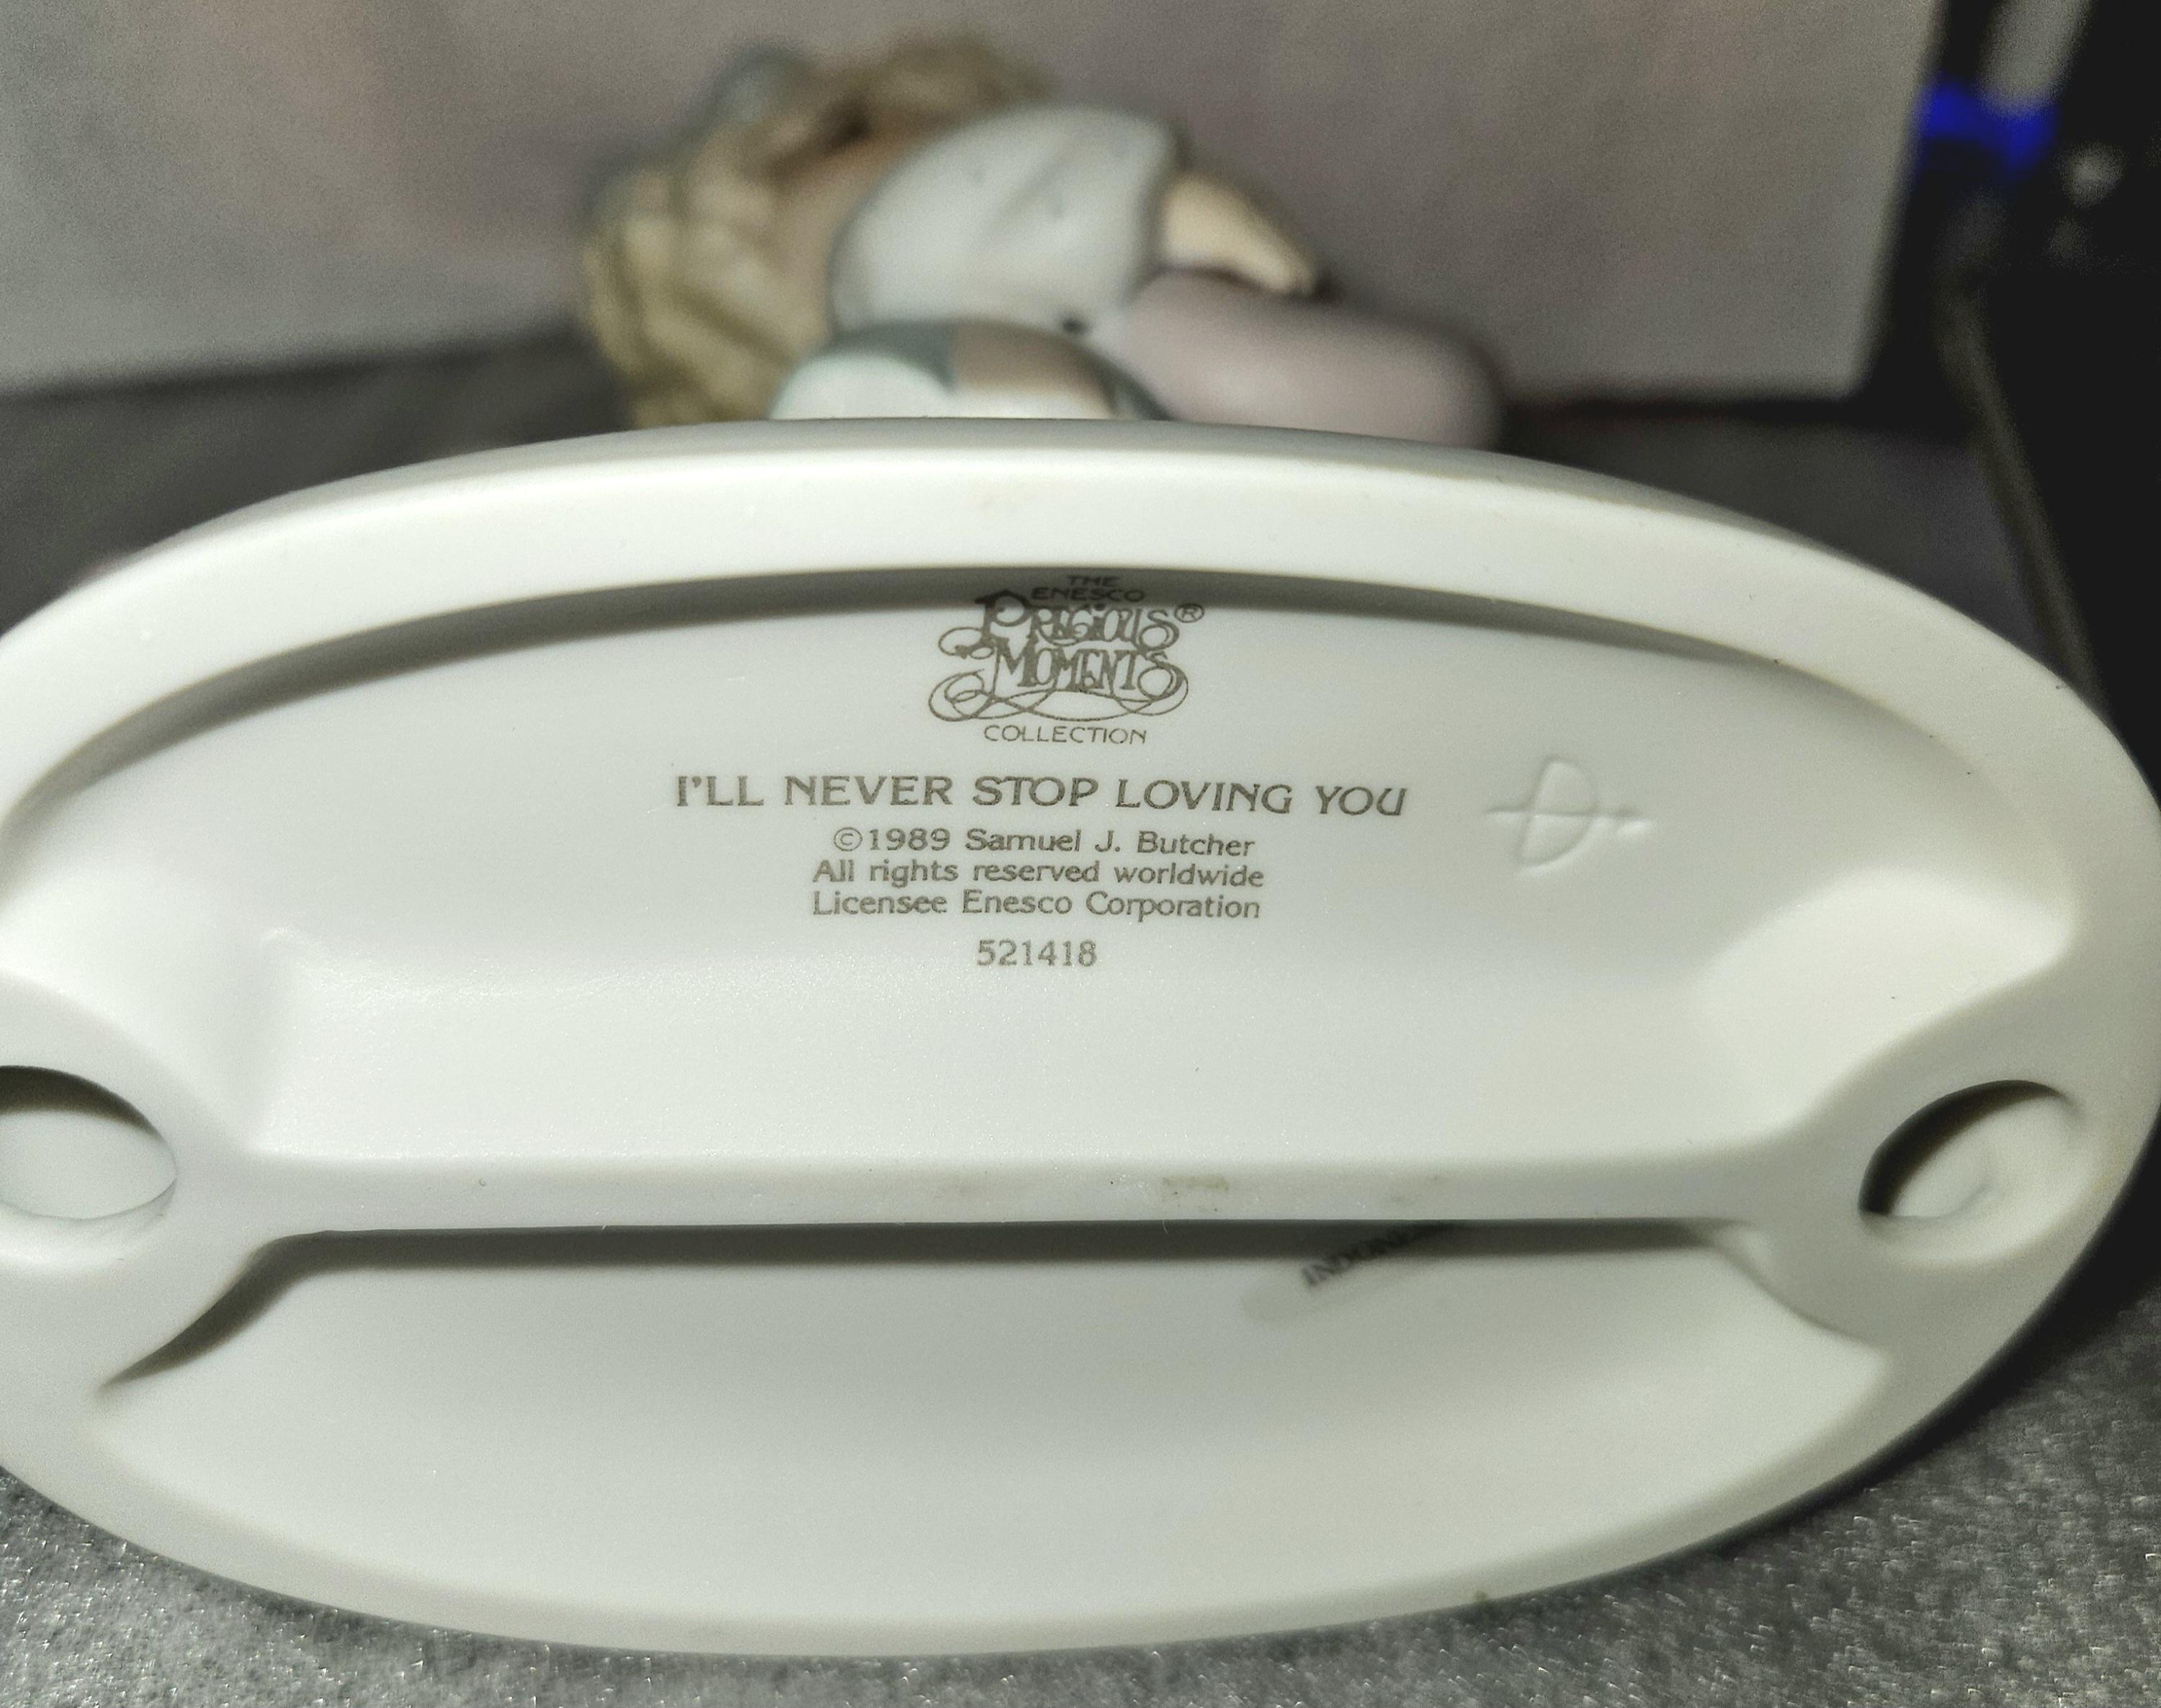 THE
ENESCO
PRECIOUS®
MOMENTS
COLLECTION
I'LL NEVER STOP LOVING YOU
©1989 Samuel J. Butcher
All rights reserved worldwide
Licensee Enesco Corporation
521418